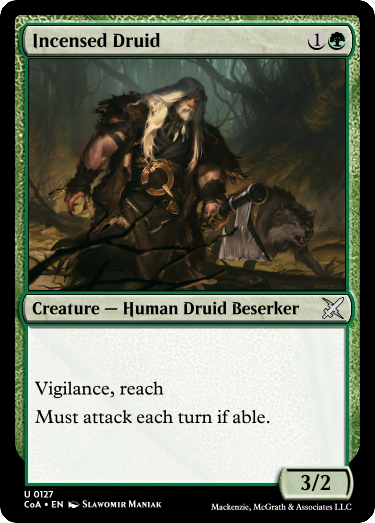 Incensed Druid 1
Creature — Human Druid Beserker
Vigilance, reach
Must attack each turn if able.
3/2
U 0127
CoA • EN Slawomir Maniak
Mackenzie, McGrath & Associates LLC